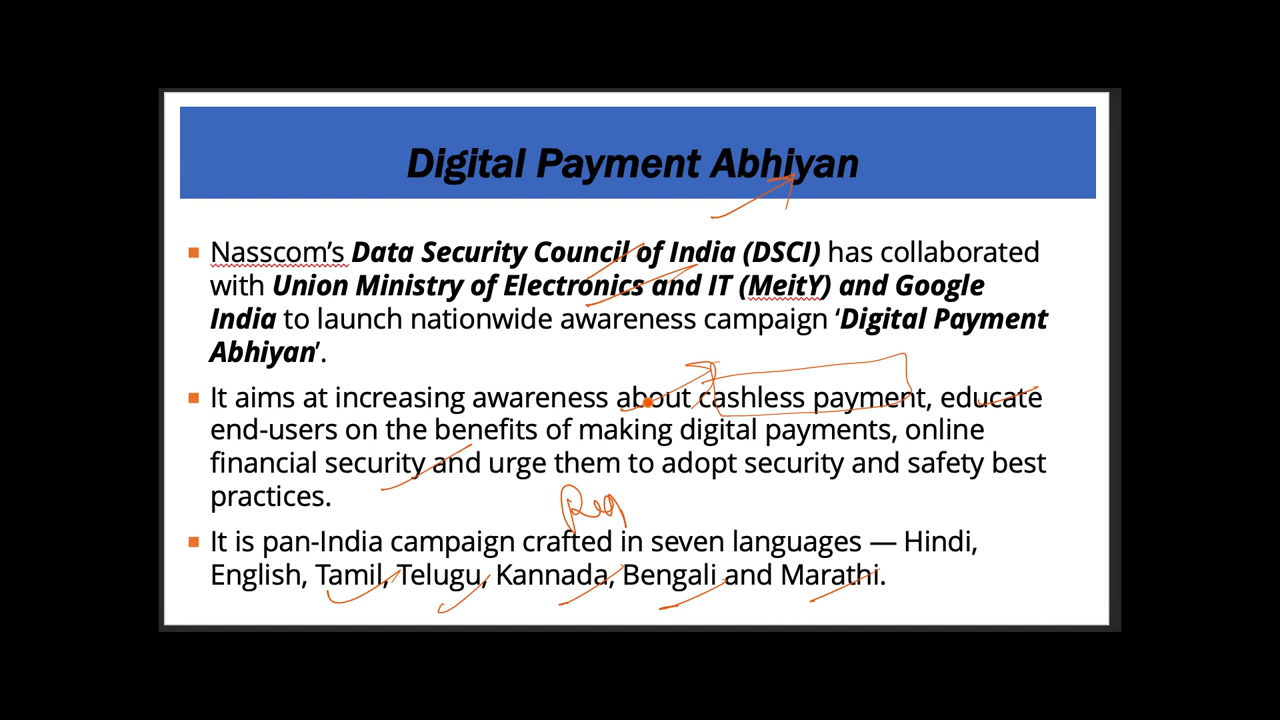 Digital Payment Abhiyan
Nasscom's Data Security Council of India (DSCI) has collaborated
with Union Ministry of Electronics and IT (MeitY) and Google
India to launch nationwide awareness campaign ‘Digital Payment
Abhiyan’.
It aims at increasing awareness about cashless payment, educate
end-users on the benefits of making digital payments, online
financial security and urge them to adopt security and safety best
practices.
It is pan-India campaign crafted in seven languages — Hindi,
English, Tamil, Telugu, Kannada, Bengali and Marathi.